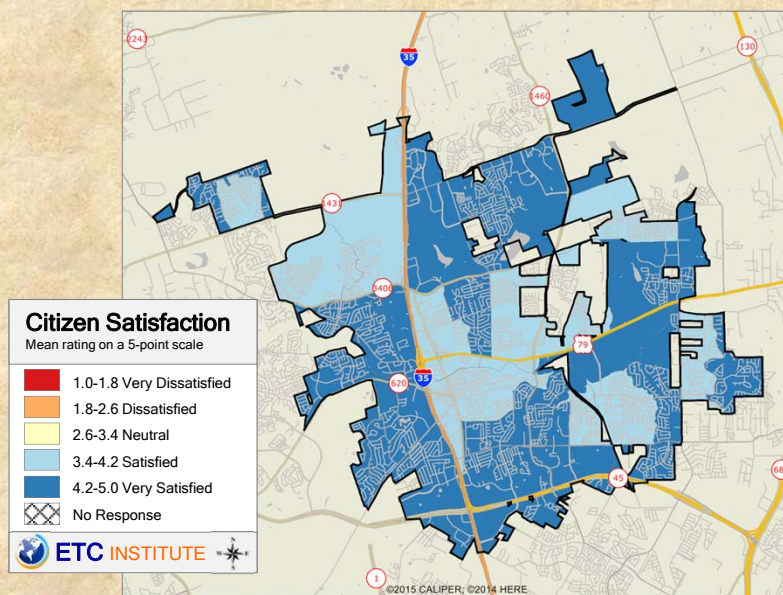 2243
35
130
1460
1431
3406
79
620
35
45
1
Citizen Satisfaction
Mean rating on a 5-point scale
1.0-1.8 Very Dissatisfied
1.8-2.6 Dissatisfied
2.6-3.4 Neutral
3.4-4.2 Satisfied
4.2-5.0 Very Satisfied
No Response
ETC INSTITUTE
N
W E
S
©2015 CALIPER; ©2014 HERE